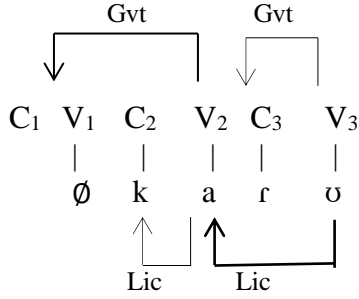 Gvt Gvt
C₁ V₁ C₂ V₂ C₃ V₃
Ø k a ɾ ʊ
Lic Lic